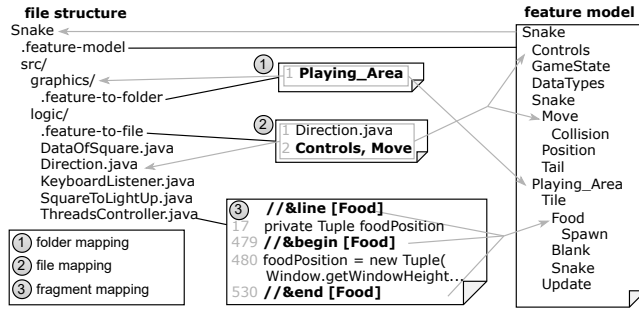 file structure
Snake
.feature-model
src/
graphics/
.feature-to-folder
logic/
.feature-to-file
DataOfSquare.java
Direction.java
KeyboardListener.java
SquareToLightUp.java
ThreadsController.java
1 folder mapping
2 file mapping
3 fragment mapping
1
1 Playing_Area
2
1 Direction.java
2 Controls, Move
3 //&line [Food]
17 private Tuple foodPosition
479 //&begin [Food]
480 foodPosition = new Tuple(
Window.getWindowHeight...
530 //&end [Food]
feature model
Snake
Controls
GameState
DataTypes
Snake
Move
Collision
Position
Tail
Playing_Area
Tile
Food
Spawn
Blank
Snake
Update